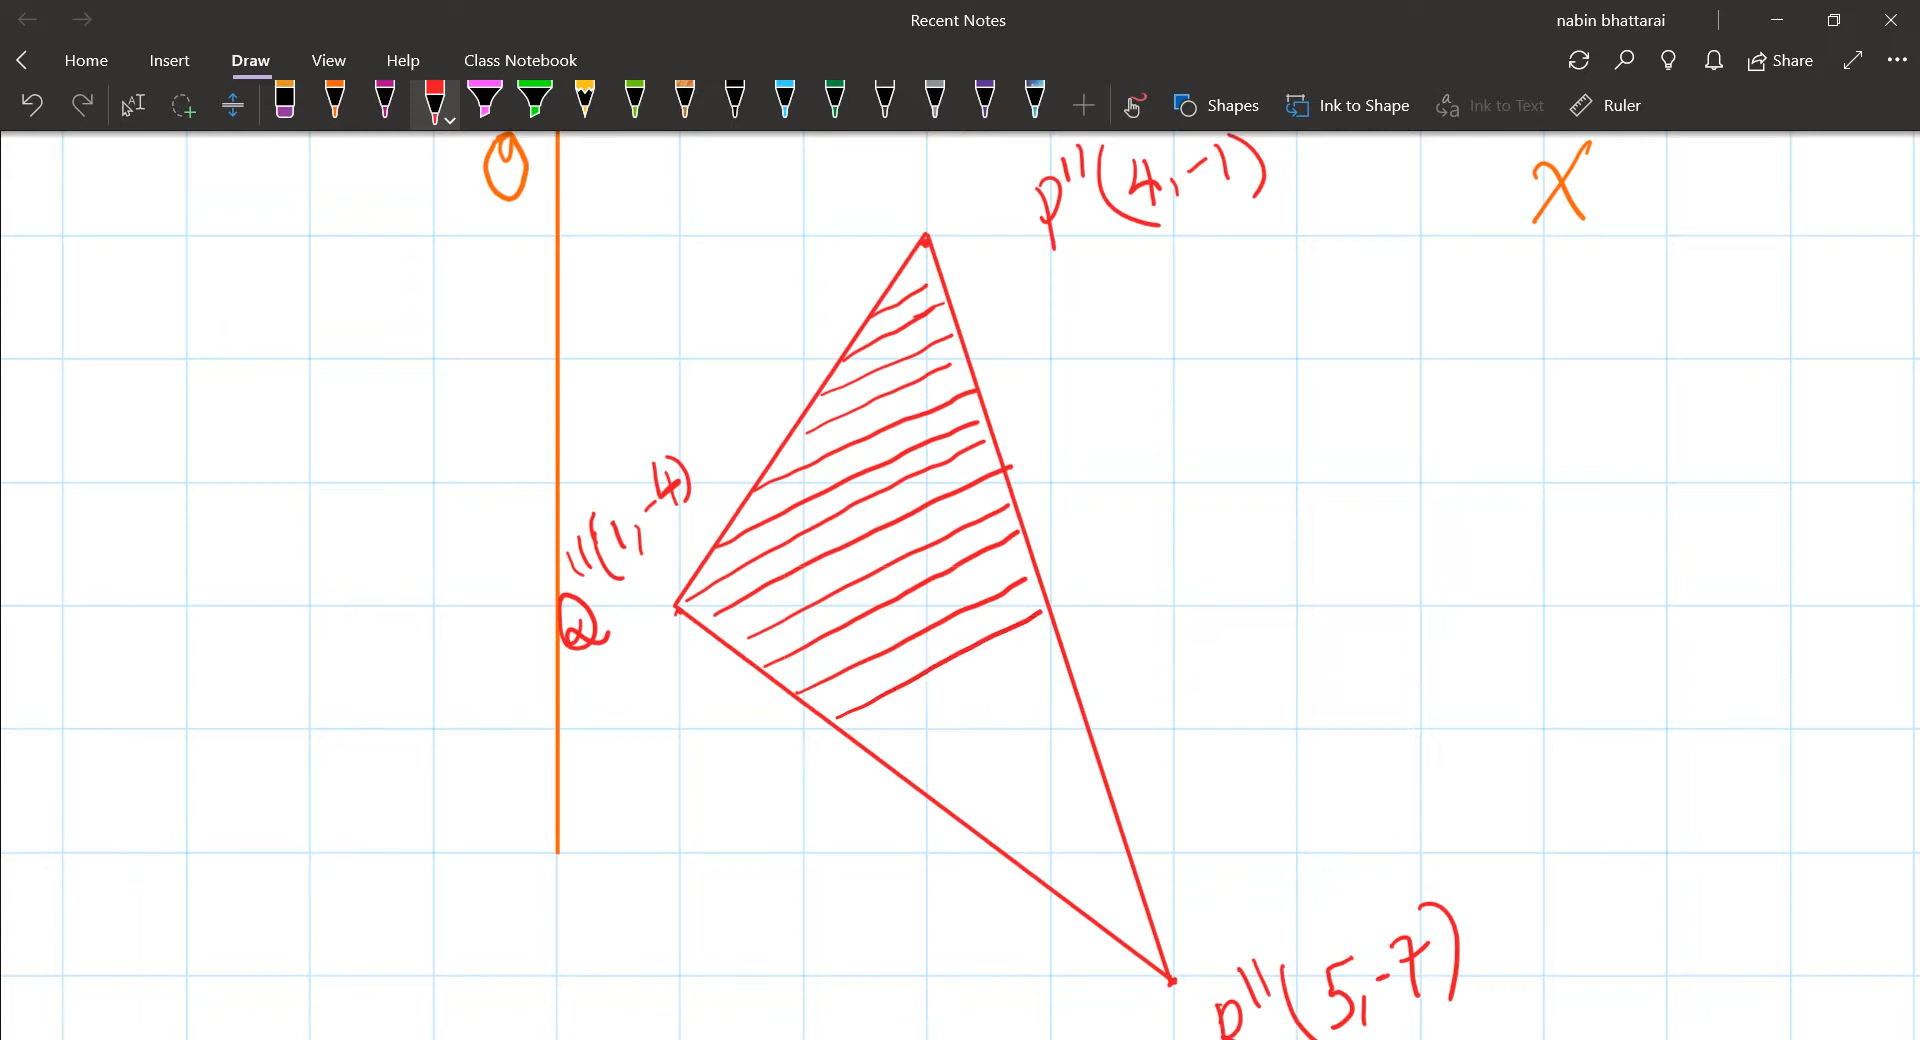 Recent Notes
nabin bhattarai
Home Insert Draw View Help Class Notebook Share
Shapes Ink to Shape Ink to Text Ruler
O
P''(4,-1)
X
Q''(1,-4)
P''(5,-7)